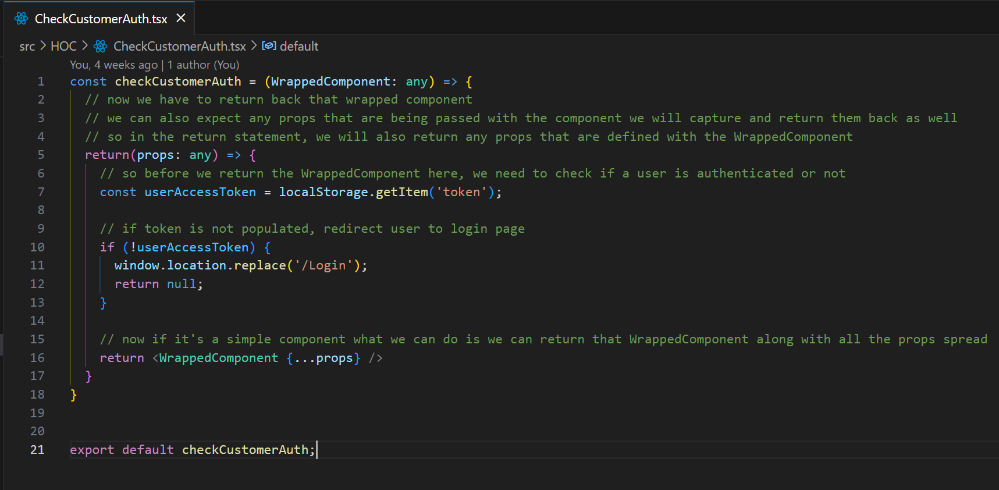 CheckCustomerAuth.tsx
src > HOC > CheckCustomerAuth.tsx > default
You, 4 weeks ago | 1 author (You)
1 const checkCustomerAuth = (WrappedComponent: any) => {
2 // now we have to return back that wrapped component
3 // we can also expect any props that are being passed with the component we will capture and return them back as well
4 // so in the return statement, we will also return any props that are defined with the WrappedComponent
5 return(props: any) => {
6 // so before we return the WrappedComponent here, we need to check if a user is authenticated or not
7 const userAccessToken = localStorage.getItem('token');
8
9 // if token is not populated, redirect user to login page
10 if (!userAccessToken) {
11 window.location.replace('/Login');
12 return null;
13 }
14
15 // now if it's a simple component what we can do is we can return that WrappedComponent along with all the props spread
16 return <WrappedComponent {...props} />
17 }
18 }
19
20
21 export default checkCustomerAuth;